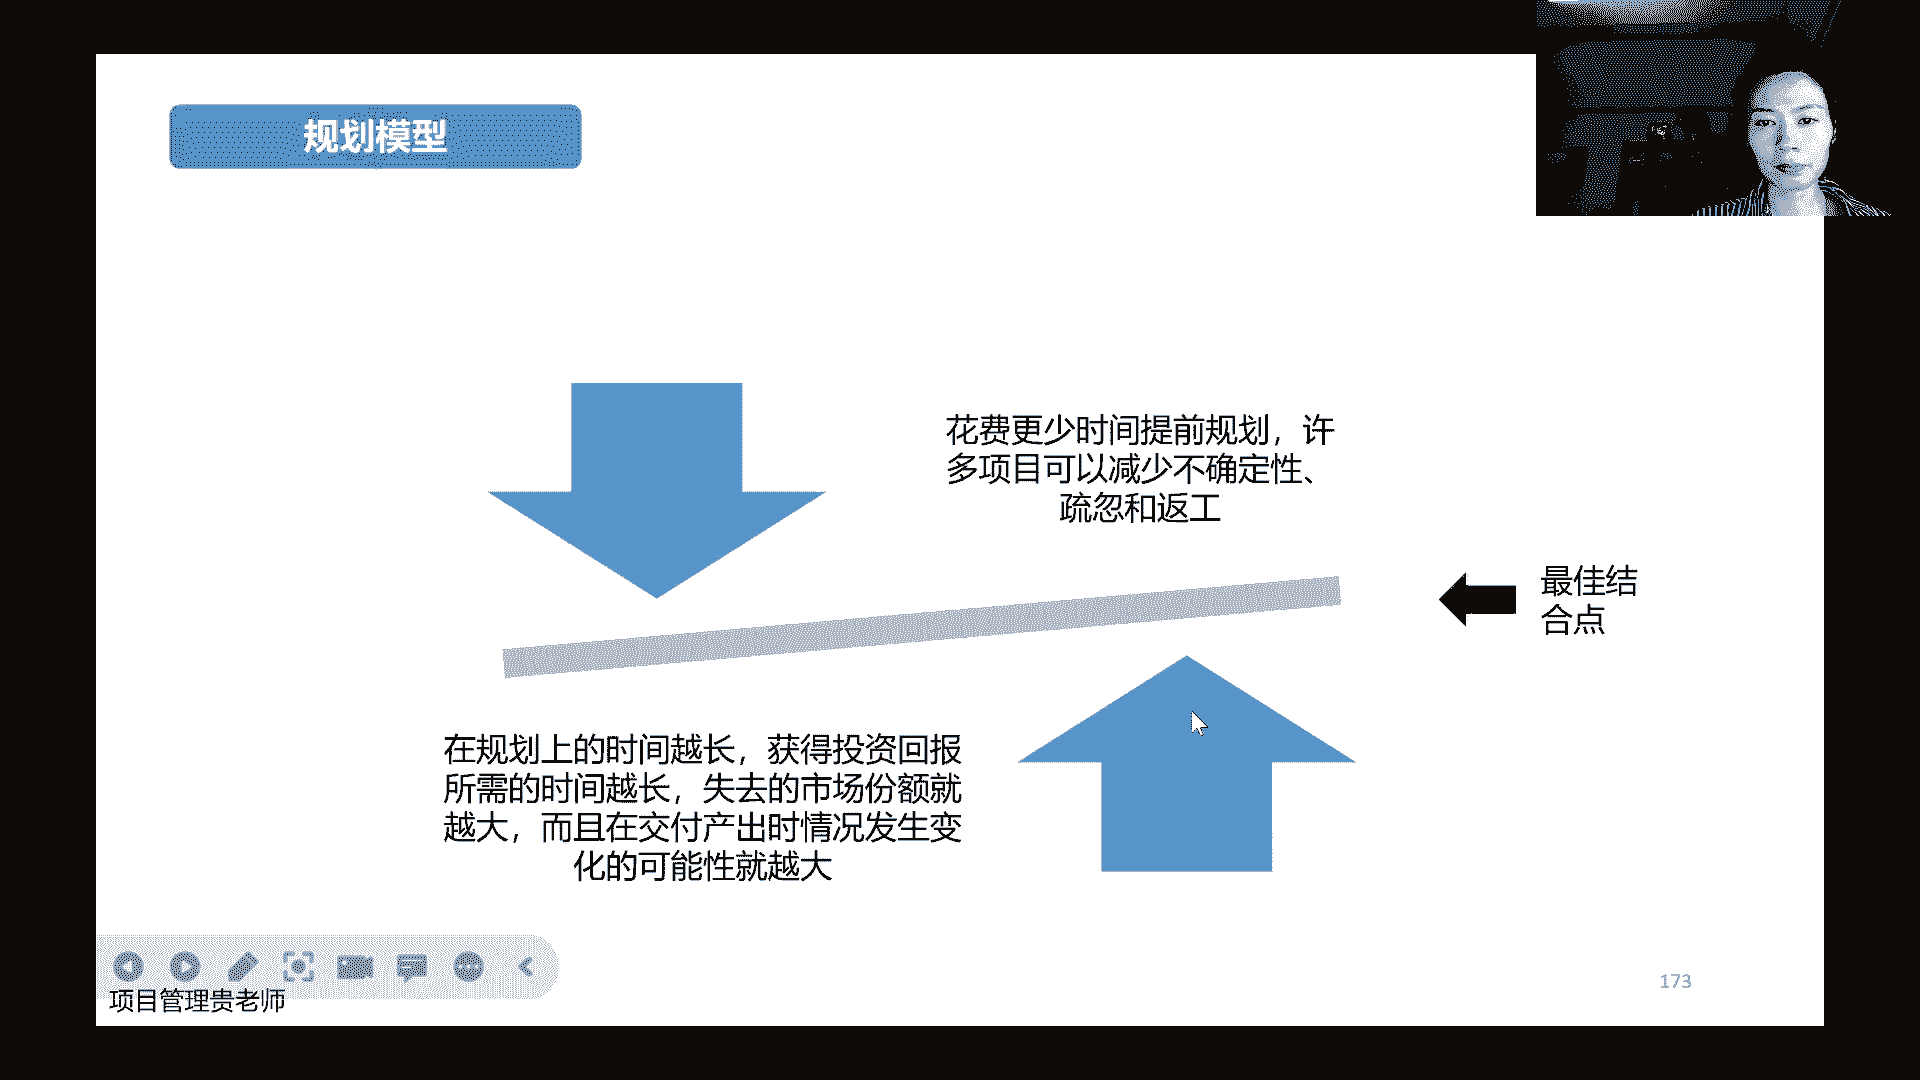 规划模型
花费更少时间提前规划，许
多项目可以减少不确定性、
疏忽和返工
最佳结
合点
在规划上的时间越长，获得投资回报
所需的时间越长，失去的市场份额就
越大，而且在交付产出时情况发生变
化的可能性就越大
173
项目管理贵老师